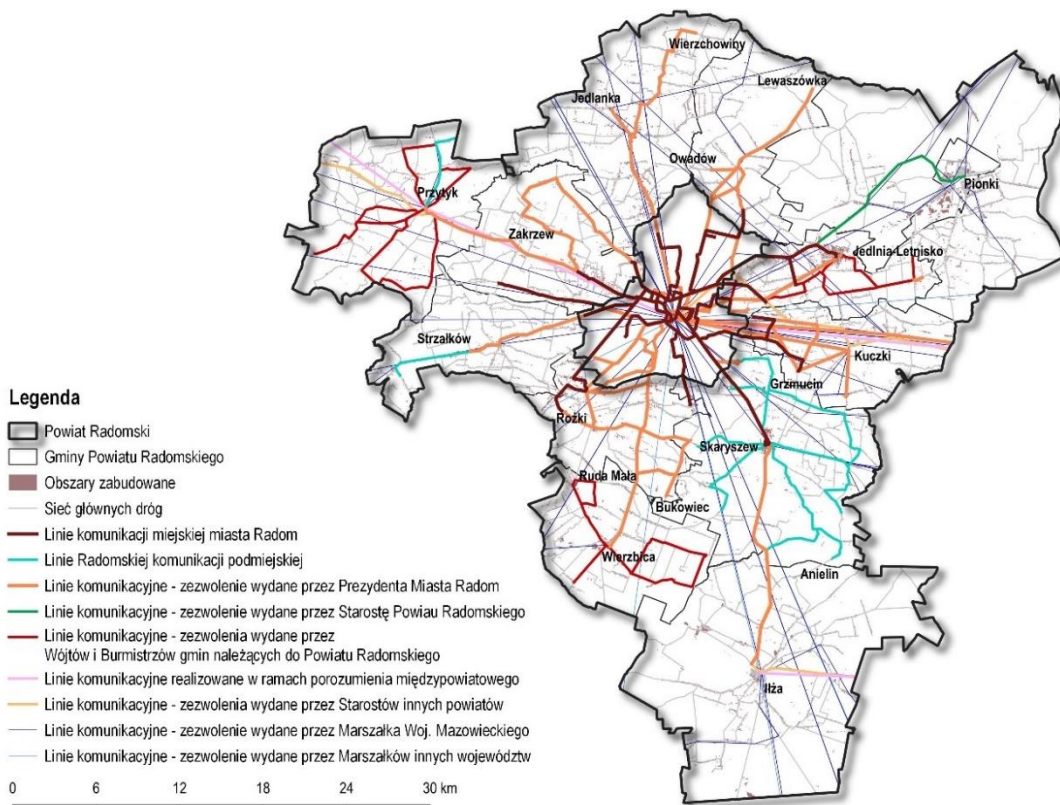 Wierzchowiny
Lewaszówka
Jedlanka
Owadów
Pionki
Przytyk
Zakrzew
Jedlnia-Letnisko
Strzałków
Kuczki
Grzmucin
Rożki
Skaryszew
Ruda Mała
Bukowiec
Wierzbica
Anielin
Iłża
Legenda
Powiat Radomski
Gminy Powiatu Radomskiego
Obszary zabudowane
Sieć głównych dróg
Linie komunikacji miejskiej miasta Radom
Linie Radomskiej komunikacji podmiejskiej
Linie komunikacyjne - zezwolenie wydane przez Prezydenta Miasta Radom
Linie komunikacyjne - zezwolenie wydane przez Starostę Powiau Radomskiego
Linie komunikacyjne - zezwolenia wydane przez
Wójtów i Burmistrzów gmin należących do Powiatu Radomskiego
Linie komunikacyjne realizowane w ramach porozumienia międzypowiatowego
Linie komunikacyjne - zezwolenie wydane przez Starostów innych powiatów
Linie komunikacyjne - zezwolenie wydane przez Marszałka Woj. Mazowieckiego
Linie komunikacyjne - zezwolenie wydane przez Marszałków innych województw
0 6 12 18 24 30 km